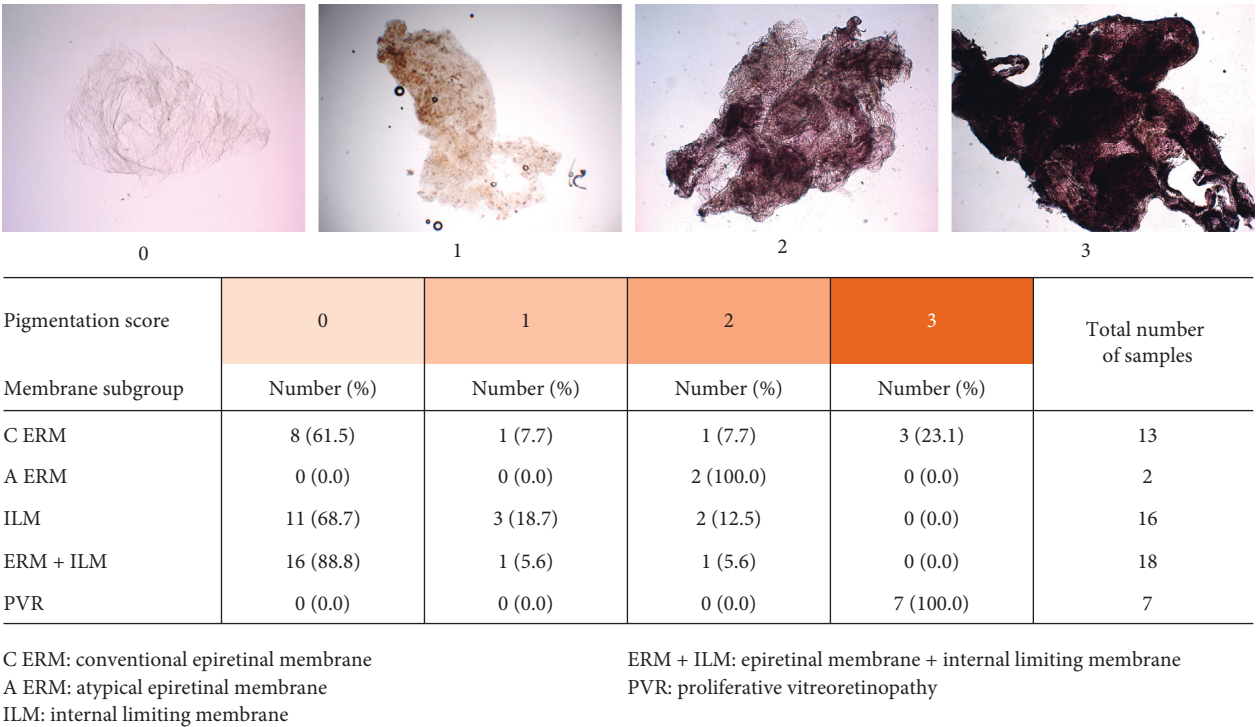 0 1 2 3
Pigmentation score 0 1 2 3 Total number
of samples
Membrane subgroup Number (%) Number (%) Number (%) Number (%)
C ERM 8 (61.5) 1 (7.7) 1 (7.7) 3 (23.1) 13
A ERM 0 (0.0) 0 (0.0) 2 (100.0) 0 (0.0) 2
ILM 11 (68.7) 3 (18.7) 2 (12.5) 0 (0.0) 16
ERM + ILM 16 (88.8) 1 (5.6) 1 (5.6) 0 (0.0) 18
PVR 0 (0.0) 0 (0.0) 0 (0.0) 7 (100.0) 7
C ERM: conventional epiretinal membrane
A ERM: atypical epiretinal membrane
ILM: internal limiting membrane
ERM + ILM: epiretinal membrane + internal limiting membrane
PVR: proliferative vitreoretinopathy